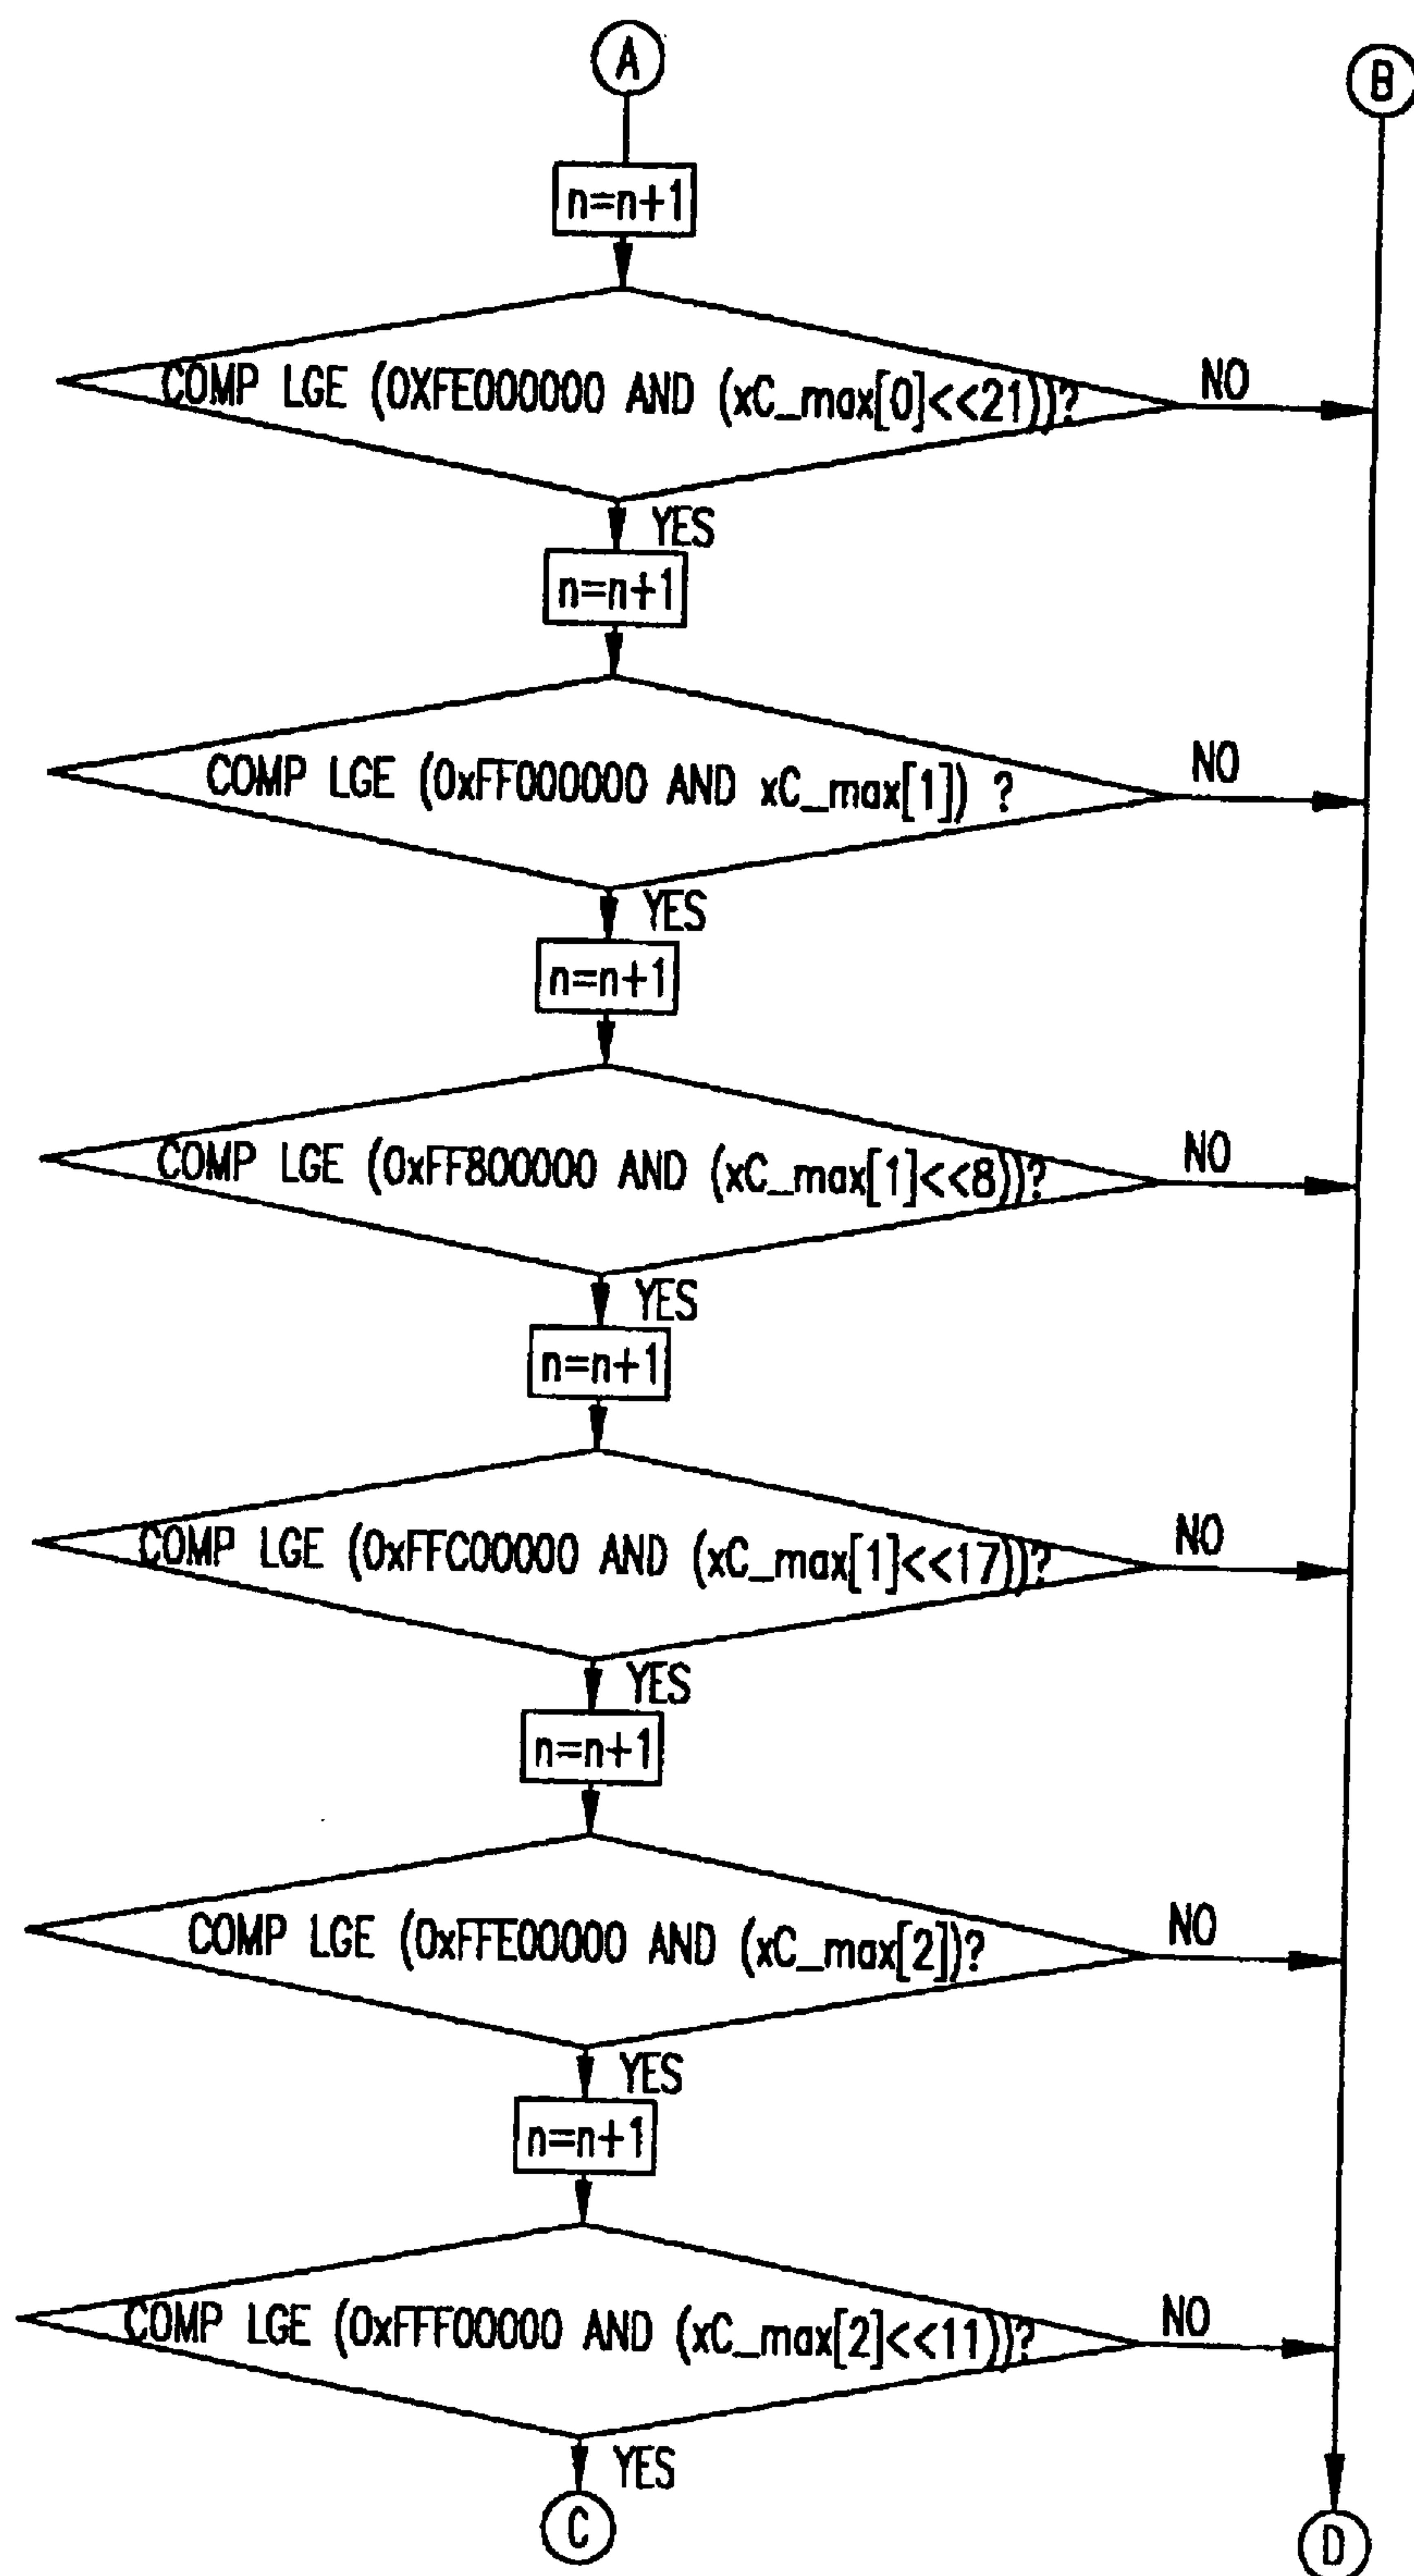 A
B
n=n+1
COMP LGE (0XFE000000 AND (xC_max[0]<<21))?
NO
YES
n=n+1
COMP LGE (0xFF000000 AND xC_max[1]) ?
NO
YES
n=n+1
COMP LGE (0xFF800000 AND (xC_max[1]<<8))?
NO
YES
n=n+1
COMP LGE (0xFFC00000 AND (xC_max[1]<<17))?
NO
YES
n=n+1
COMP LGE (0xFFE00000 AND (xC_max[2])?
NO
YES
n=n+1
COMP LGE (0xFFF00000 AND (xC_max[2]<<11))?
NO
YES
C
D